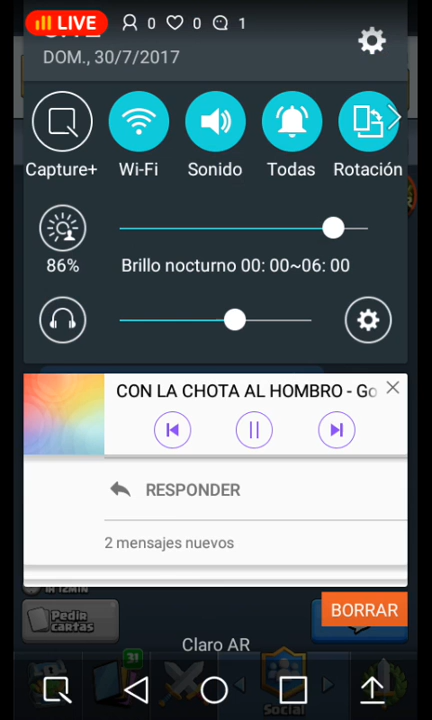 LIVE 0 0 1
DOM., 30/7/2017
Capture+ Wi-Fi Sonido Todas Rotación
86% Brillo nocturno 00: 00~06: 00
CON LA CHOTA AL HOMBRO - Go
RESPONDER
2 mensajes nuevos
BORRAR
Pedir
cartas
Claro AR
31
Social